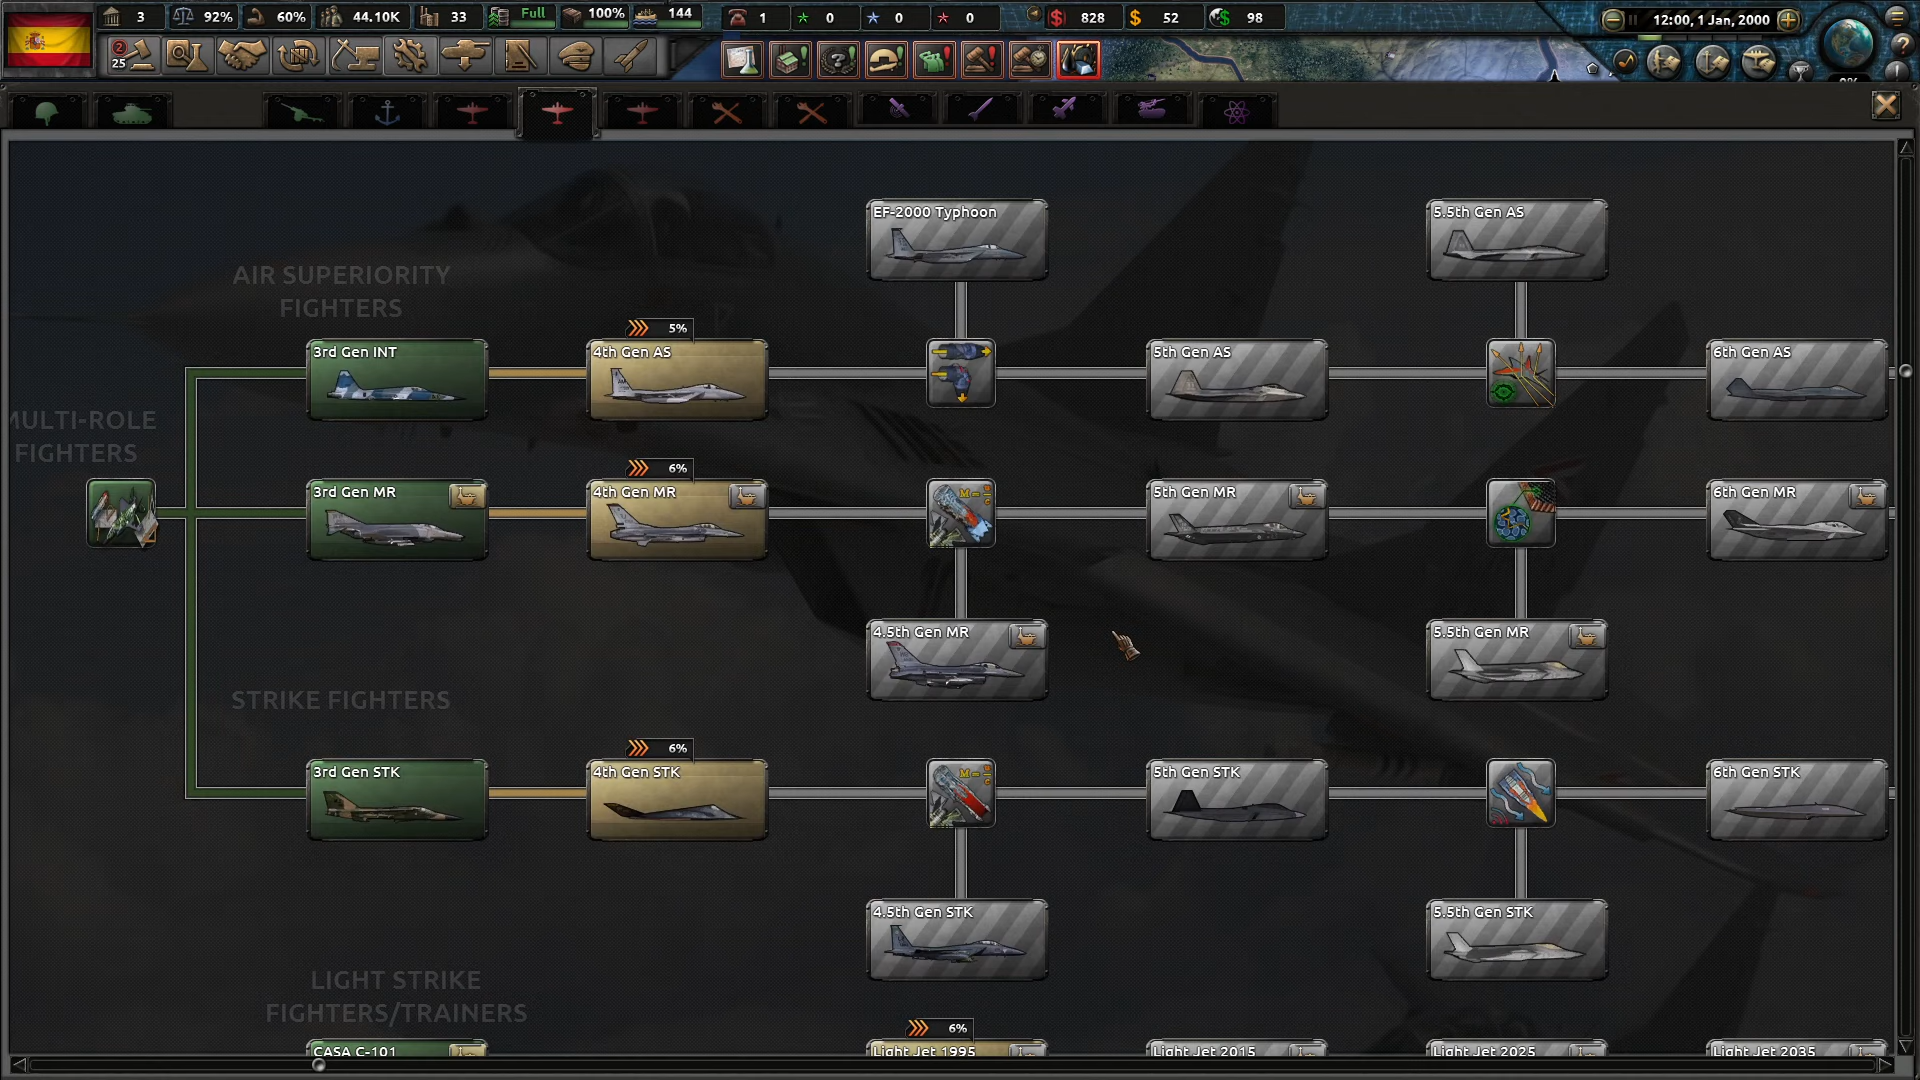 3
92%
60%
44.10K
33
Full
100%
144
1
0
0
0
828
52
98
12:00, 1 Jan, 2000
2
25
0%
AIR SUPERIORITY
FIGHTERS
EF-2000 Typhoon
5.5th Gen AS
5%
3rd Gen INT
4th Gen AS
5th Gen AS
6th Gen AS
MULTI-ROLE
FIGHTERS
6%
3rd Gen MR
4th Gen MR
5th Gen MR
6th Gen MR
4.5th Gen MR
5.5th Gen MR
STRIKE FIGHTERS
6%
3rd Gen STK
4th Gen STK
5th Gen STK
6th Gen STK
4.5th Gen STK
5.5th Gen STK
LIGHT STRIKE
FIGHTERS/TRAINERS
6%
CASA C-101
Light Jet 1995
Light Jet 2015
Light Jet 2025
Light Jet 2035